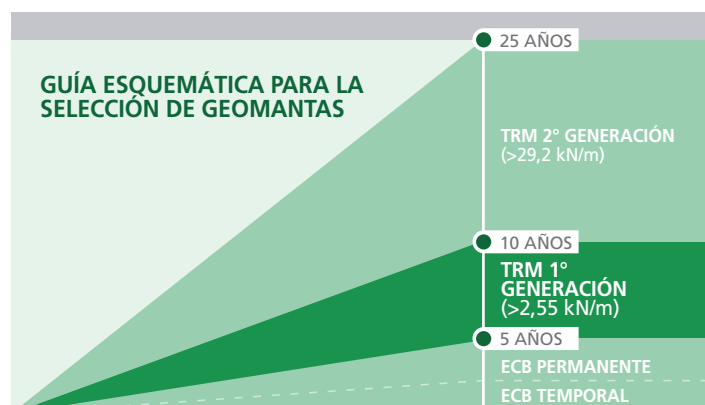 GUÍA ESQUEMÁTICA PARA LA
SELECCIÓN DE GEOMANTAS
25 AÑOS
TRM 2° GENERACIÓN
(>29,2 kN/m)
10 AÑOS
TRM 1°
GENERACIÓN
(>2,55 kN/m)
5 AÑOS
ECB PERMANENTE
ECB TEMPORAL